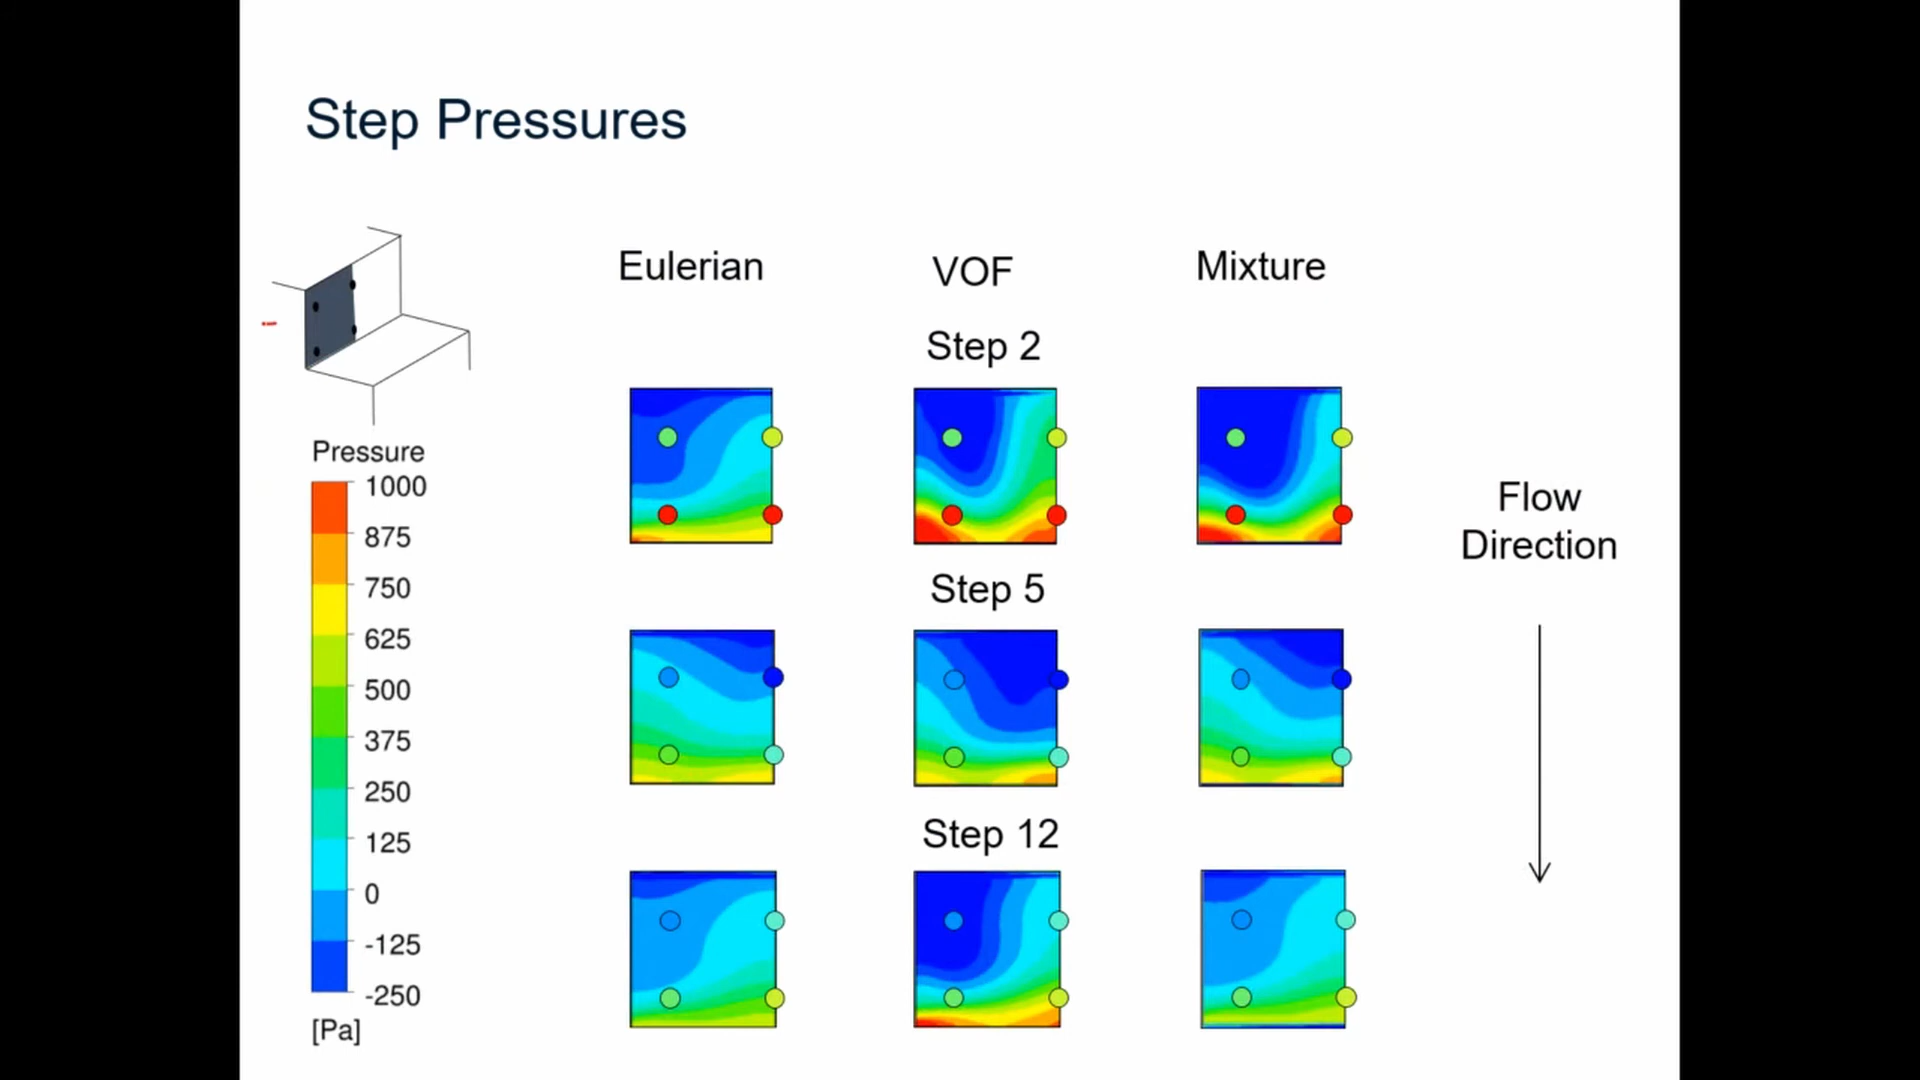 Step Pressures
Eulerian
VOF
Mixture
Step 2
Pressure
1000
875
750
625
500
375
250
125
0
-125
-250
[Pa]
Step 5
Step 12
Flow
Direction